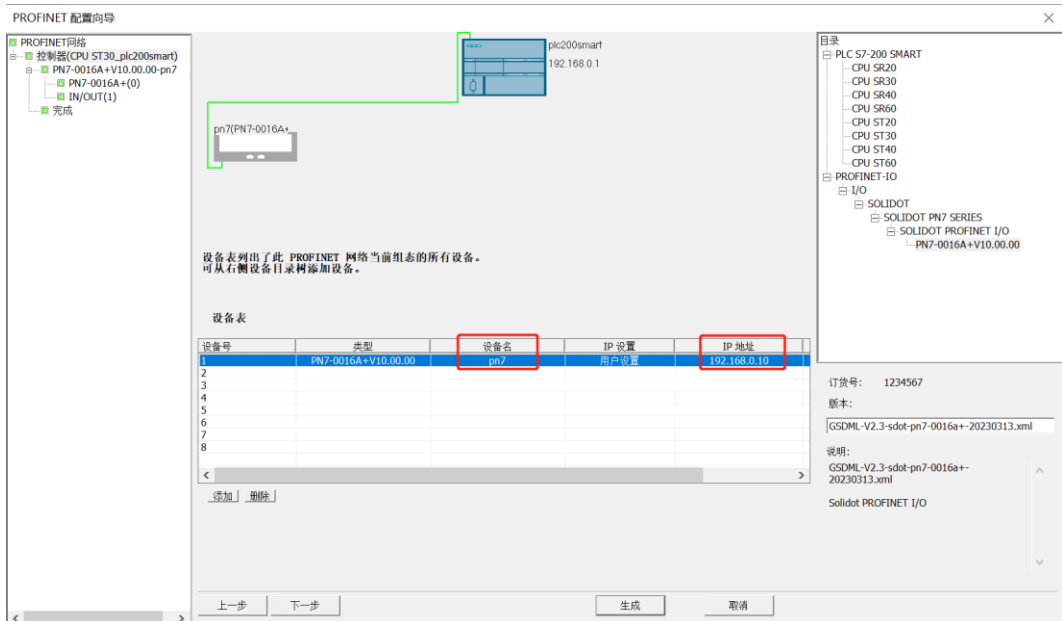 PROFINET 配置向导
PROFINET网络
控制器(CPU ST30_plc200smart)
PN7-0016A+V10.00.00-pn7
PN7-0016A+(0)
IN/OUT(1)
完成
plc200smart
192.168.0.1
pn7(PN7-0016A+
设备表列出了此 PROFINET 网络当前组态的所有设备。
可从右侧设备目录树添加设备。
设备表
设备号 类型 设备名 IP 设置 IP 地址
1 PN7-0016A+V10.00.00 pn7 用户设置 192.168.0.10
2
3
4
5
6
7
8
添加 删除
上一步 下一步 生成 取消
目录
PLC S7-200 SMART
CPU SR20
CPU SR30
CPU SR40
CPU SR60
CPU ST20
CPU ST30
CPU ST40
CPU ST60
PROFINET-IO
I/O
SOLIDOT
SOLIDOT PN7 SERIES
SOLIDOT PROFINET I/O
PN7-0016A+V10.00.00
订货号: 1234567
版本:
GSDML-V2.3-sdot-pn7-0016a+-20230313.xml
说明:
GSDML-V2.3-sdot-pn7-0016a+-
20230313.xml
Solidot PROFINET I/O